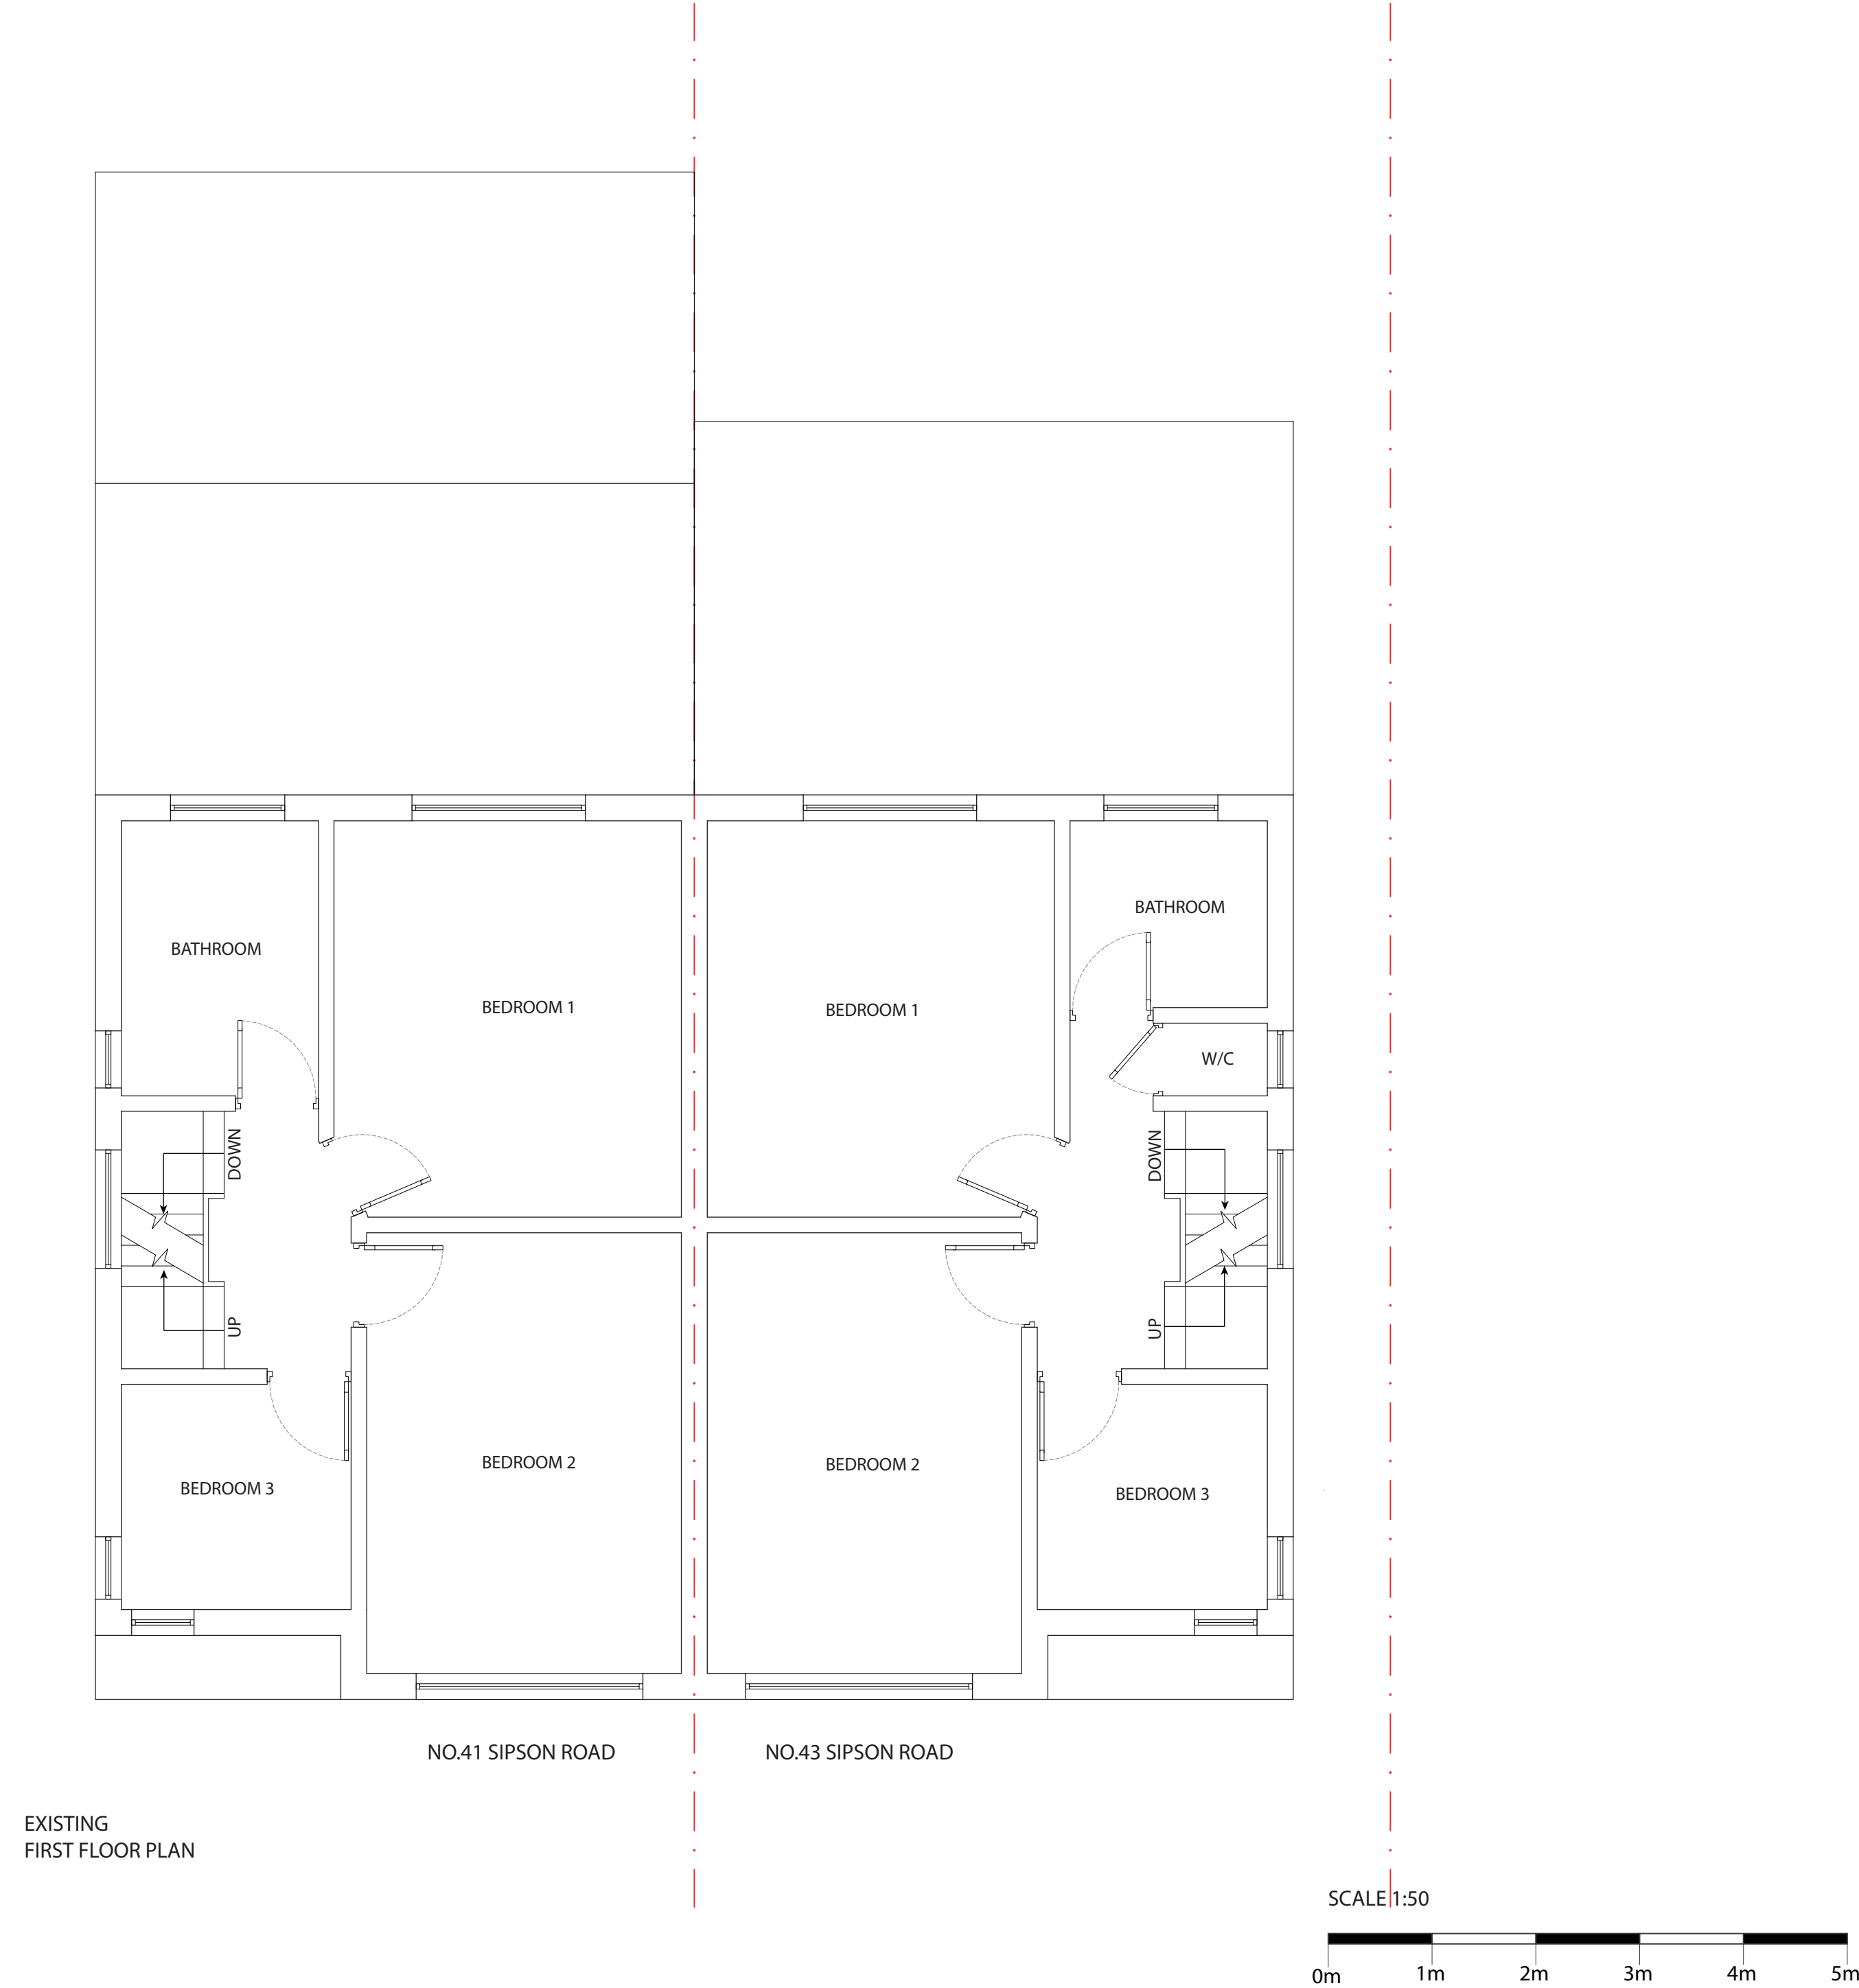 BATHROOM
BATHROOM
BEDROOM 1
BEDROOM 1
W/C
DOWN
DOWN
UP
UP
BEDROOM 2
BEDROOM 2
BEDROOM 3
BEDROOM 3
NO.41 SIPSON ROAD
NO.43 SIPSON ROAD
EXISTING
FIRST FLOOR PLAN
SCALE 1:50
0m 1m 2m 3m 4m 5m